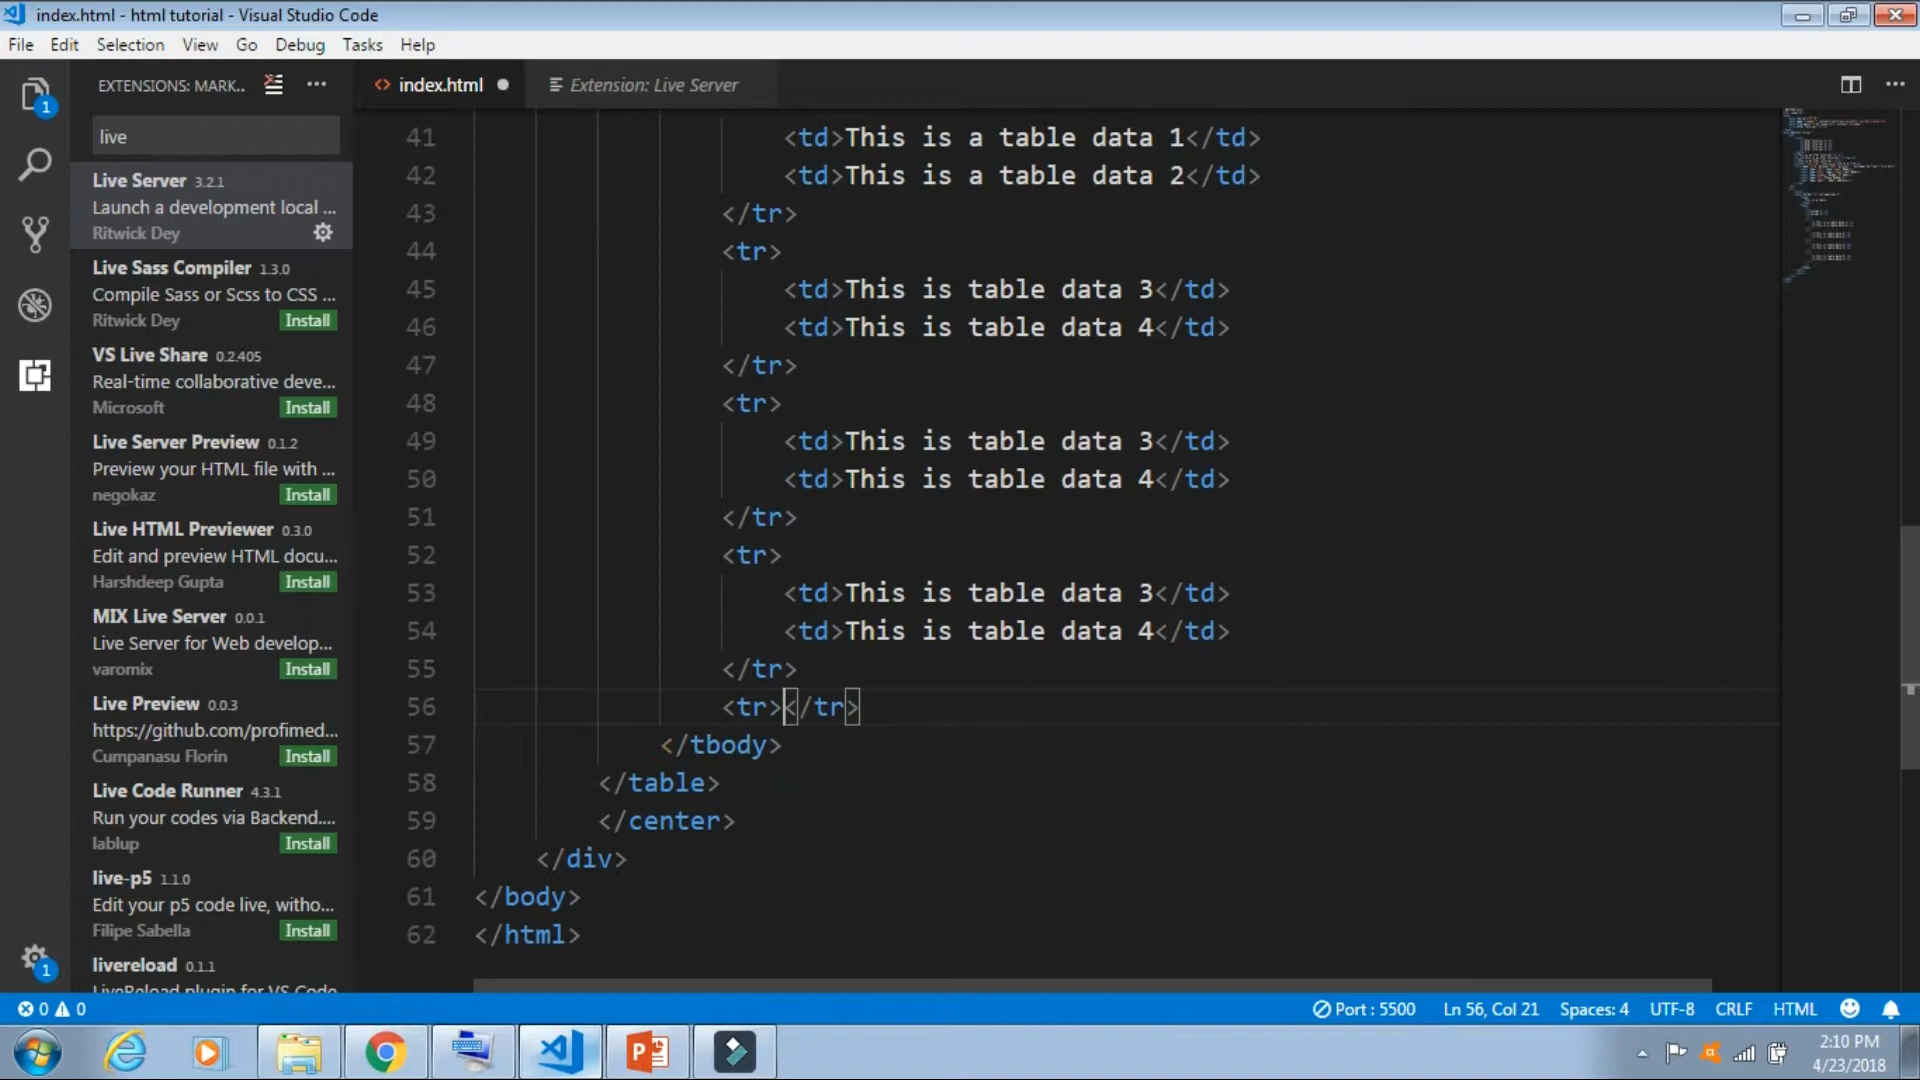 index.html - html tutorial - Visual Studio Code
File Edit Selection View Go Debug Tasks Help
EXTENSIONS: MARK...
index.html
Extension: Live Server
1
live
Live Server 3.2.1
Launch a development local ...
Ritwick Dey
Live Sass Compiler 1.3.0
Compile Sass or Scss to CSS ...
Ritwick Dey Install
VS Live Share 0.2.405
Real-time collaborative deve...
Microsoft Install
Live Server Preview 0.1.2
Preview your HTML file with ...
negokaz Install
Live HTML Previewer 0.3.0
Edit and preview HTML docu...
Harshdeep Gupta Install
MIX Live Server 0.0.1
Live Server for Web develop...
varomix Install
Live Preview 0.0.3
https://github.com/profimed...
Cumpanasu Florin Install
Live Code Runner 4.3.1
Run your codes via Backend....
lablup Install
live-p5 1.1.0
Edit your p5 code live, witho...
Filipe Sabella Install
livereload 0.1.1
LiveReload plugin for VS Code
1
41 <td>This is a table data 1</td>
42 <td>This is a table data 2</td>
43 </tr>
44 <tr>
45 <td>This is table data 3</td>
46 <td>This is table data 4</td>
47 </tr>
48 <tr>
49 <td>This is table data 3</td>
50 <td>This is table data 4</td>
51 </tr>
52 <tr>
53 <td>This is table data 3</td>
54 <td>This is table data 4</td>
55 </tr>
56 <tr></tr>
57 </tbody>
58 </table>
59 </center>
60 </div>
61 </body>
62 </html>
0 0 Port : 5500 Ln 56, Col 21 Spaces: 4 UTF-8 CRLF HTML
2:10 PM
4/23/2018